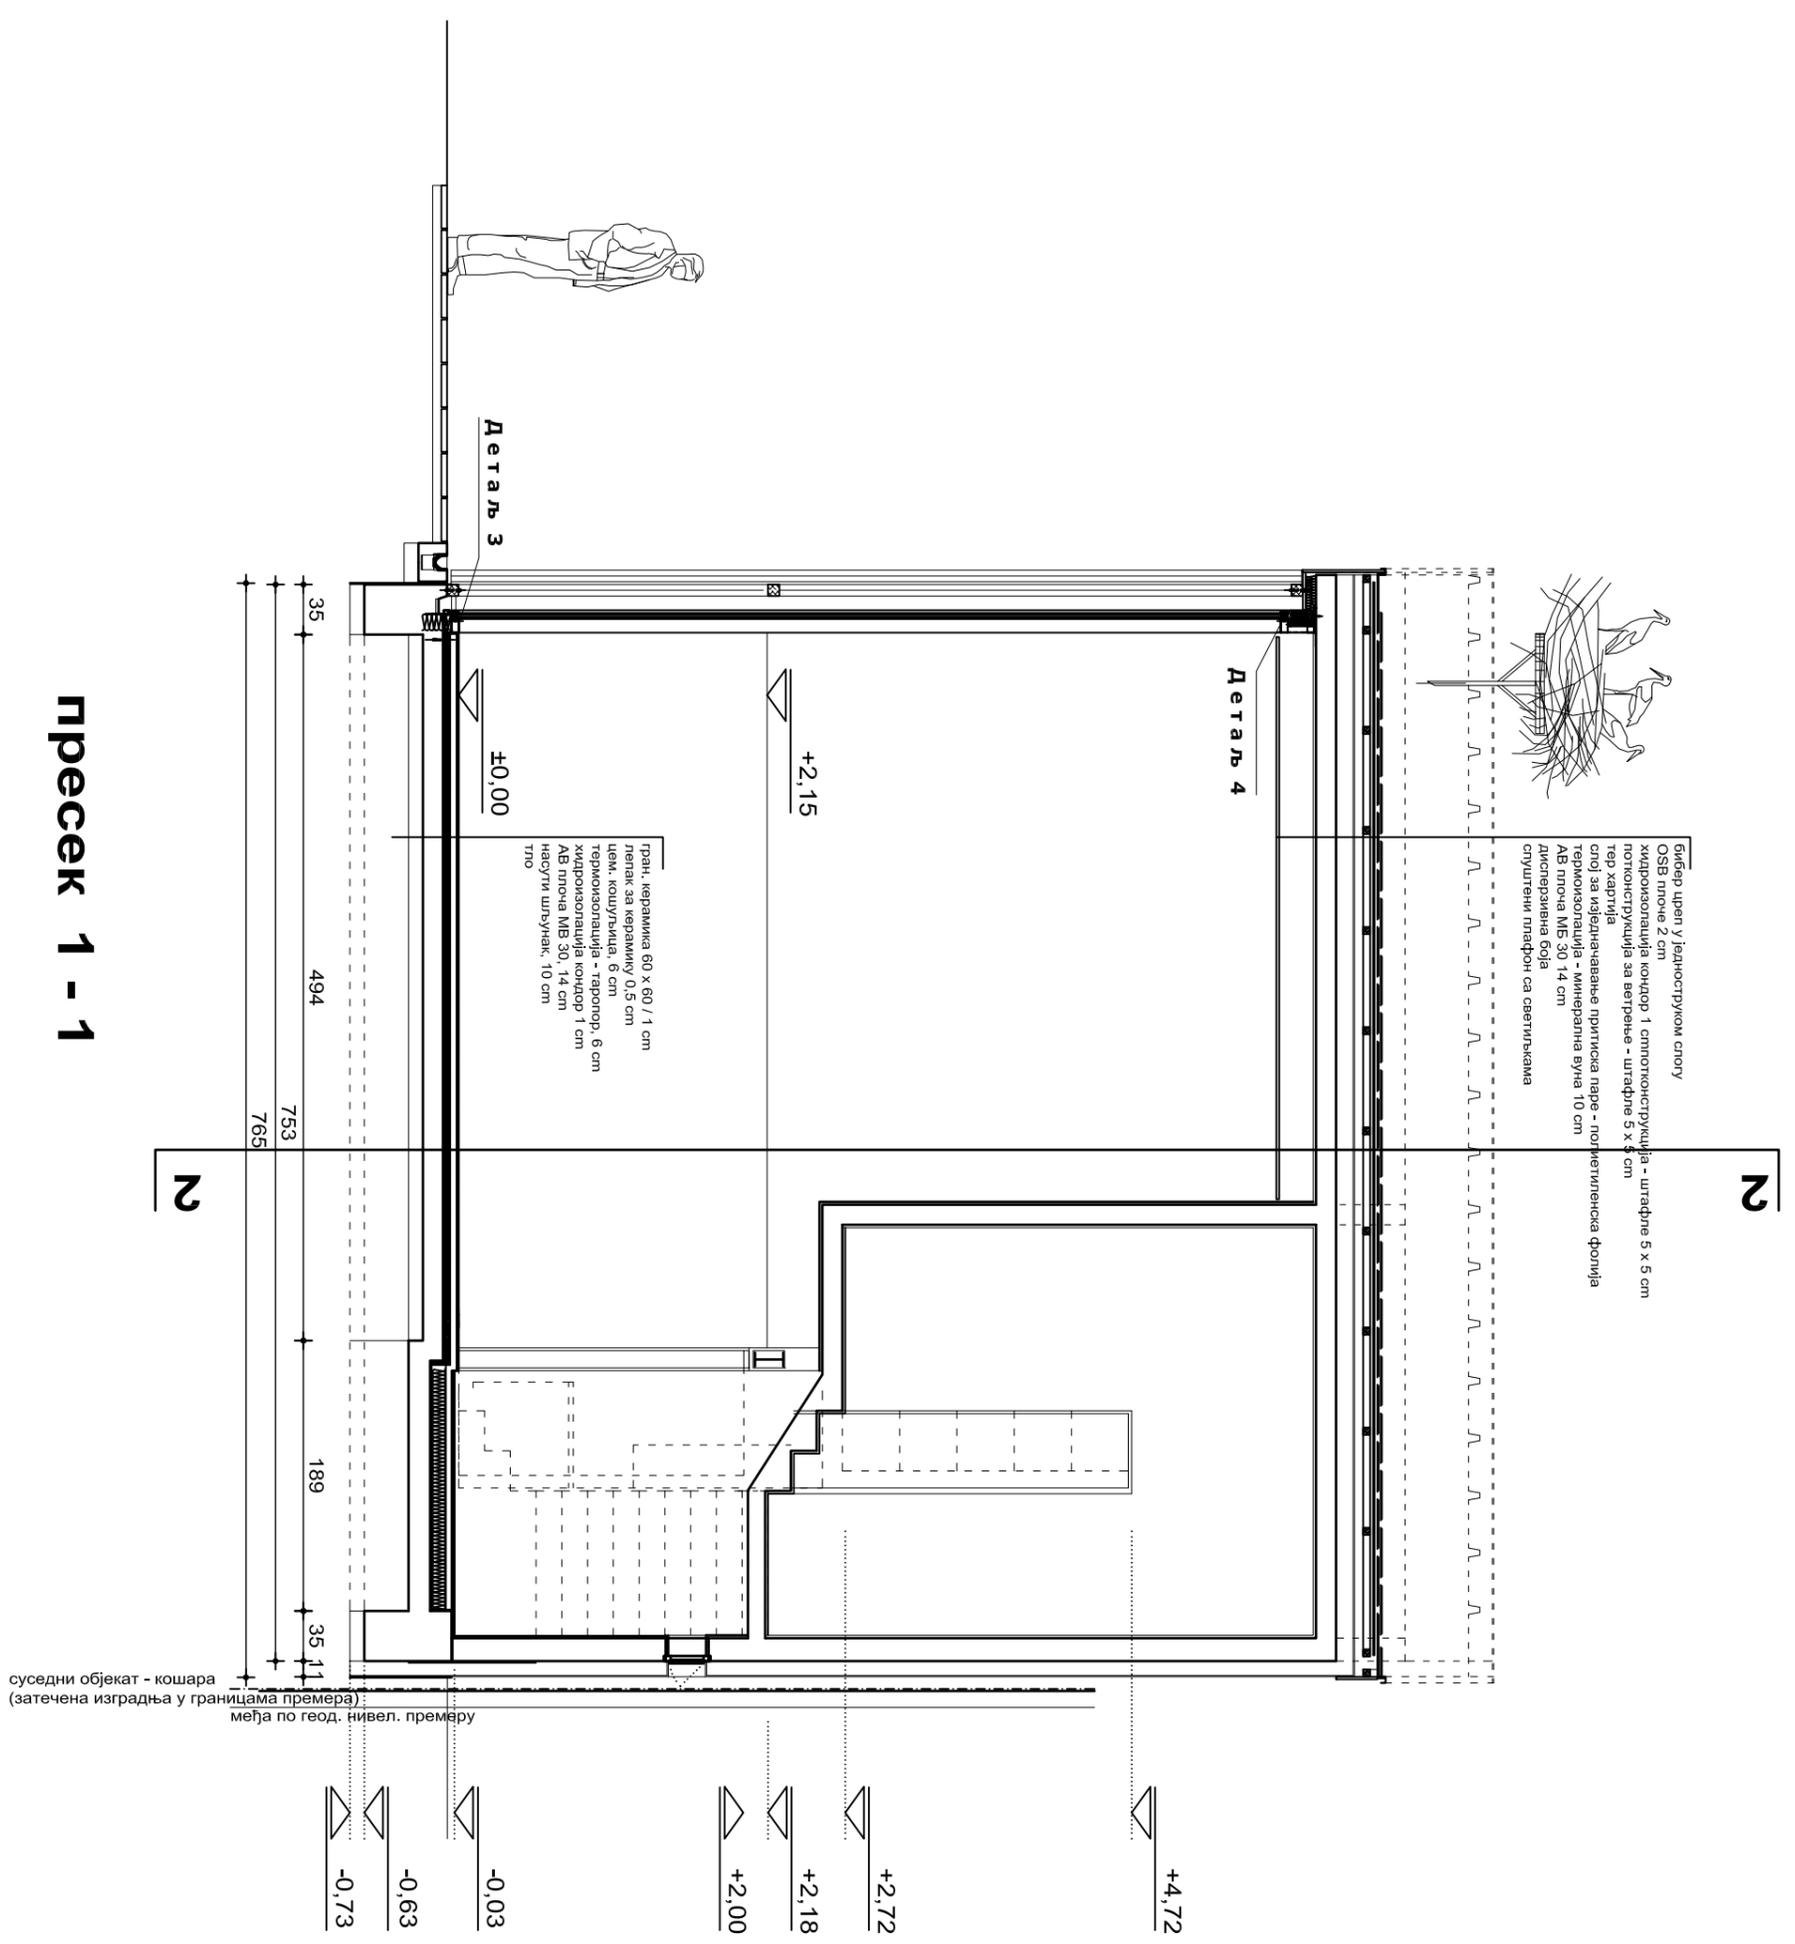 пресек 1 - 1
Деталь 3
Деталь 4
±0,00
+2,15
бибер цреп у једноструком слогу
OSB плоче 2 cm
хидроизолација кондор 1 cmпотконструкција - штафле 5 x 5 cm
потконструкција за ветрење - штафле 5 x 5 cm
тер хартија
слој за изједначавање притиска паре - полиетиленска фолија
термоизолација - минерална вуна 10 cm
АВ плоча МБ 30 14 cm
дисперзивна боја
спуштени плафон са светиљкама
гран. керамика 60 x 60 / 1 cm
лепак за керамику 0,5 cm
цем. кошуљица, 6 cm
термоизолација - таропор, 6 cm
хидроизолација кондор 1 cm
АВ плоча МВ 30, 14 cm
насути шљунак, 10 cm
тло
2
2
35
494
189
35
11
753
765
суседни објекат - кошара
(затечена изградња у границама премера)
међа по геод. нивел. премеру
+4,72
+2,72
+2,18
+2,00
-0,03
-0,63
-0,73